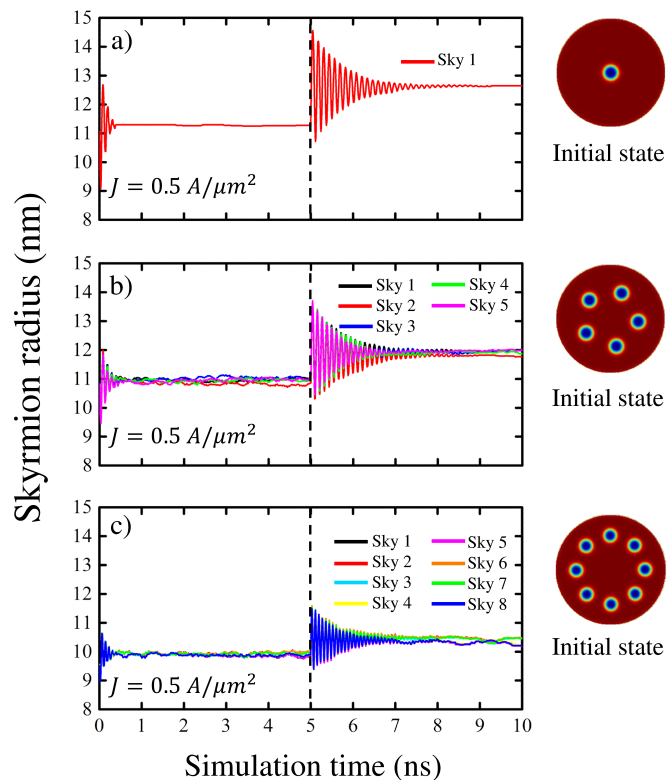 Skyrmion radius (nm)
a)
15
14
13
12
11
10
9
8
Sky 1
J = 0.5 A/μm²
Initial state
b)
15
14
13
12
11
10
9
8
Sky 1 Sky 4
Sky 2 Sky 5
Sky 3
J = 0.5 A/μm²
Initial state
c)
15
14
13
12
11
10
9
8
Sky 1 Sky 5
Sky 2 Sky 6
Sky 3 Sky 7
Sky 4 Sky 8
J = 0.5 A/μm²
Initial state
0 1 2 3 4 5 6 7 8 9 10
Simulation time (ns)